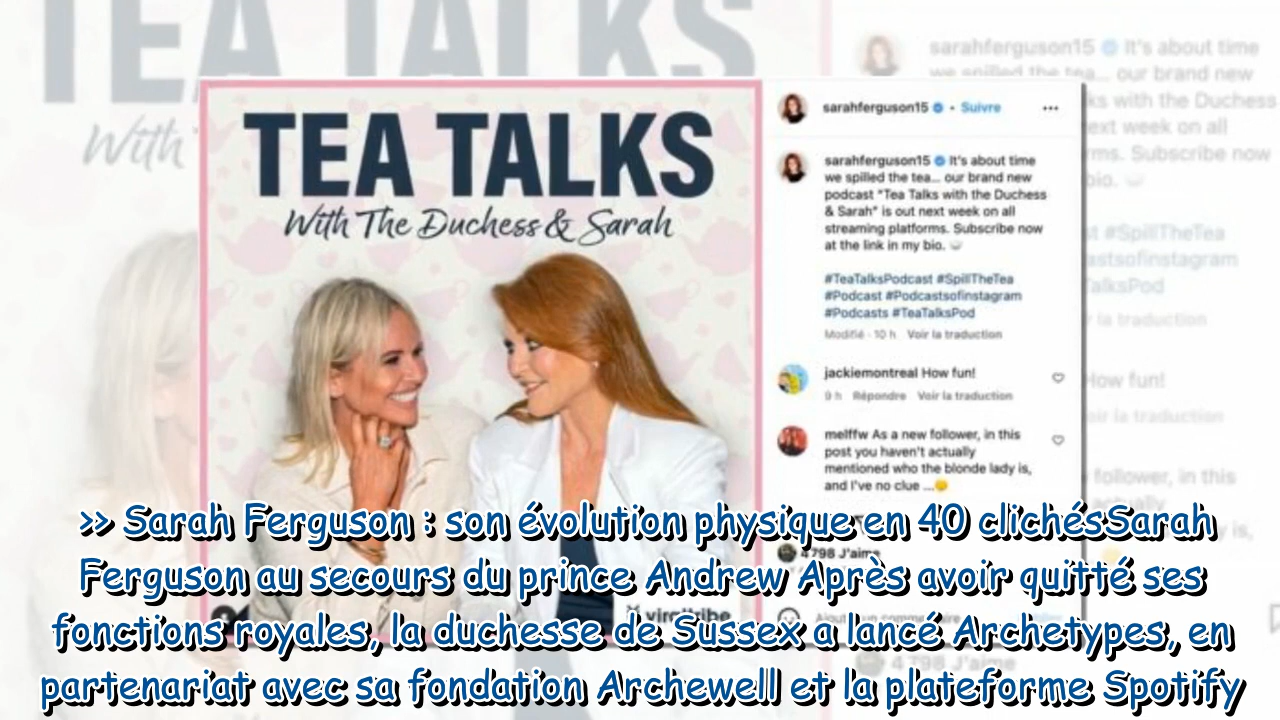 TEA TALKS
With The Duchess & Sarah
sarahferguson15 • Suivre
sarahferguson15 It's about time
we spilled the tea... our brand new
podcast "Tea Talks with the Duchess
& Sarah" is out next week on all
streaming platforms. Subscribe now
at the link in my bio.
#TeaTalksPodcast #SpillTheTea
#Podcast #Podcastsofinstagram
#Podcasts #TeaTalksPod
Modifié · 10 h Voir la traduction
jackiemontreal How fun!
9 h Répondre Voir la traduction
melffw As a new follower, in this
post you haven't actually
mentioned who the blonde lady is,
and I've no clue ...
4 798 J'aime
viraltribe
>> Sarah Ferguson : son évolution physique en 40 clichésSarah
Ferguson au secours du prince Andrew Après avoir quitté ses
fonctions royales, la duchesse de Sussex a lancé Archetypes, en
partenariat avec sa fondation Archewell et la plateforme Spotify